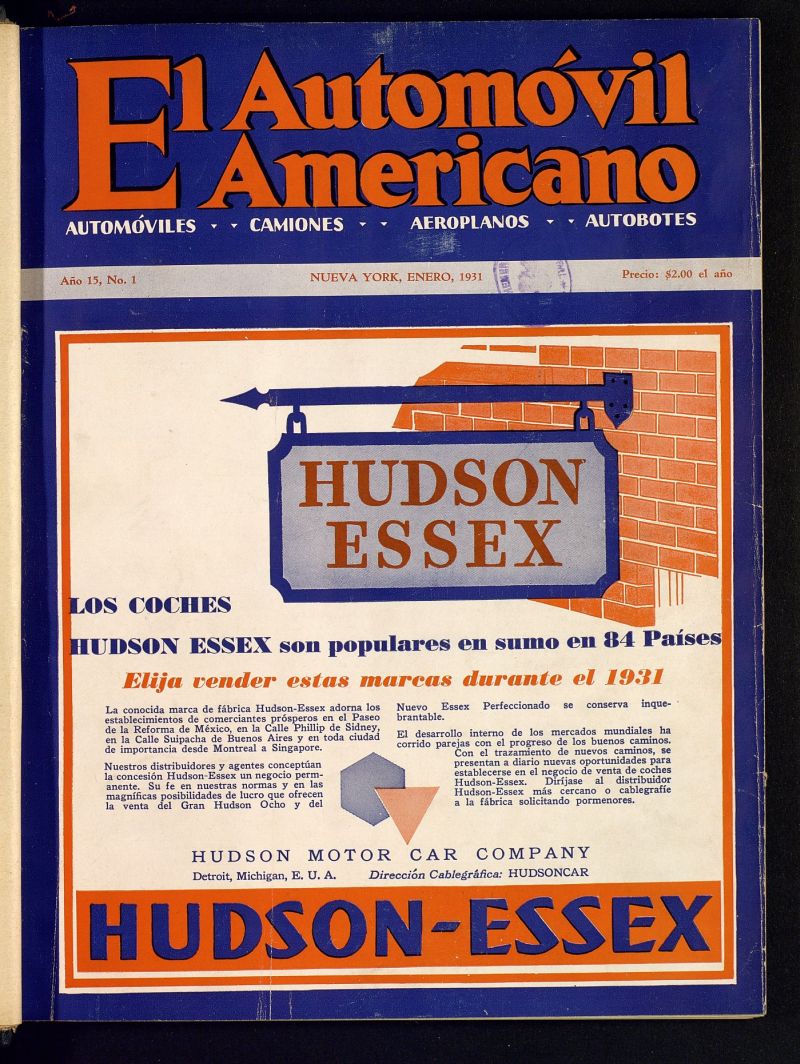 El Automóvil
Americano
AUTOMÓVILES CAMIONES AEROPLANOS AUTOBOTES
Año 15, No. 1 NUEVA YORK, ENERO, 1931 Precio: $2.00 el año
HUDSON
ESSEX
LOS COCHES
HUDSON ESSEX son populares en sumo en 84 Países
Elija vender estas marcas durante el 1931
La conocida marca de fábrica Hudson-Essex adorna los
establecimientos de comerciantes prósperos en el Paseo
de la Reforma de México, en la Calle Phillip de Sidney,
en la Calle Suipacha de Buenos Aires y en toda ciudad
de importancia desde Montreal a Singapore.
Nuestros distribuidores y agentes conceptúan
la concesión Hudson-Essex un negocio perm-
anente. Su fe en nuestras normas y en las
magníficas posibilidades de lucro que ofrecen
la venta del Gran Hudson Ocho y del
Nuevo Essex Perfeccionado se conserva inque-
brantable.
El desarrollo interno de los mercados mundiales ha
corrido parejas con el progreso de los buenos caminos.
Con el trazamiento de nuevos caminos, se
presentan a diario nuevas oportunidades para
establecerse en el negocio de venta de coches
Hudson-Essex. Diríjase al distribuidor
Hudson-Essex más cercano o cablegrafíe
a la fábrica solicitando pormenores.
HUDSON MOTOR CAR COMPANY
Detroit, Michigan, E. U. A. Dirección Cablegráfica: HUDSONCAR
HUDSON-ESSEX